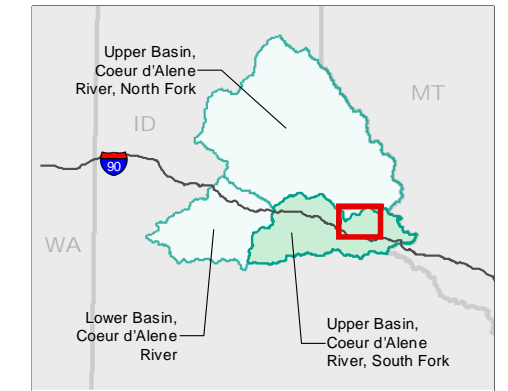 Upper Basin,
Coeur d'Alene
River, North Fork
MT
ID
90
WA
Lower Basin,
Coeur d'Alene
River
Upper Basin,
Coeur d'Alene
River, South Fork